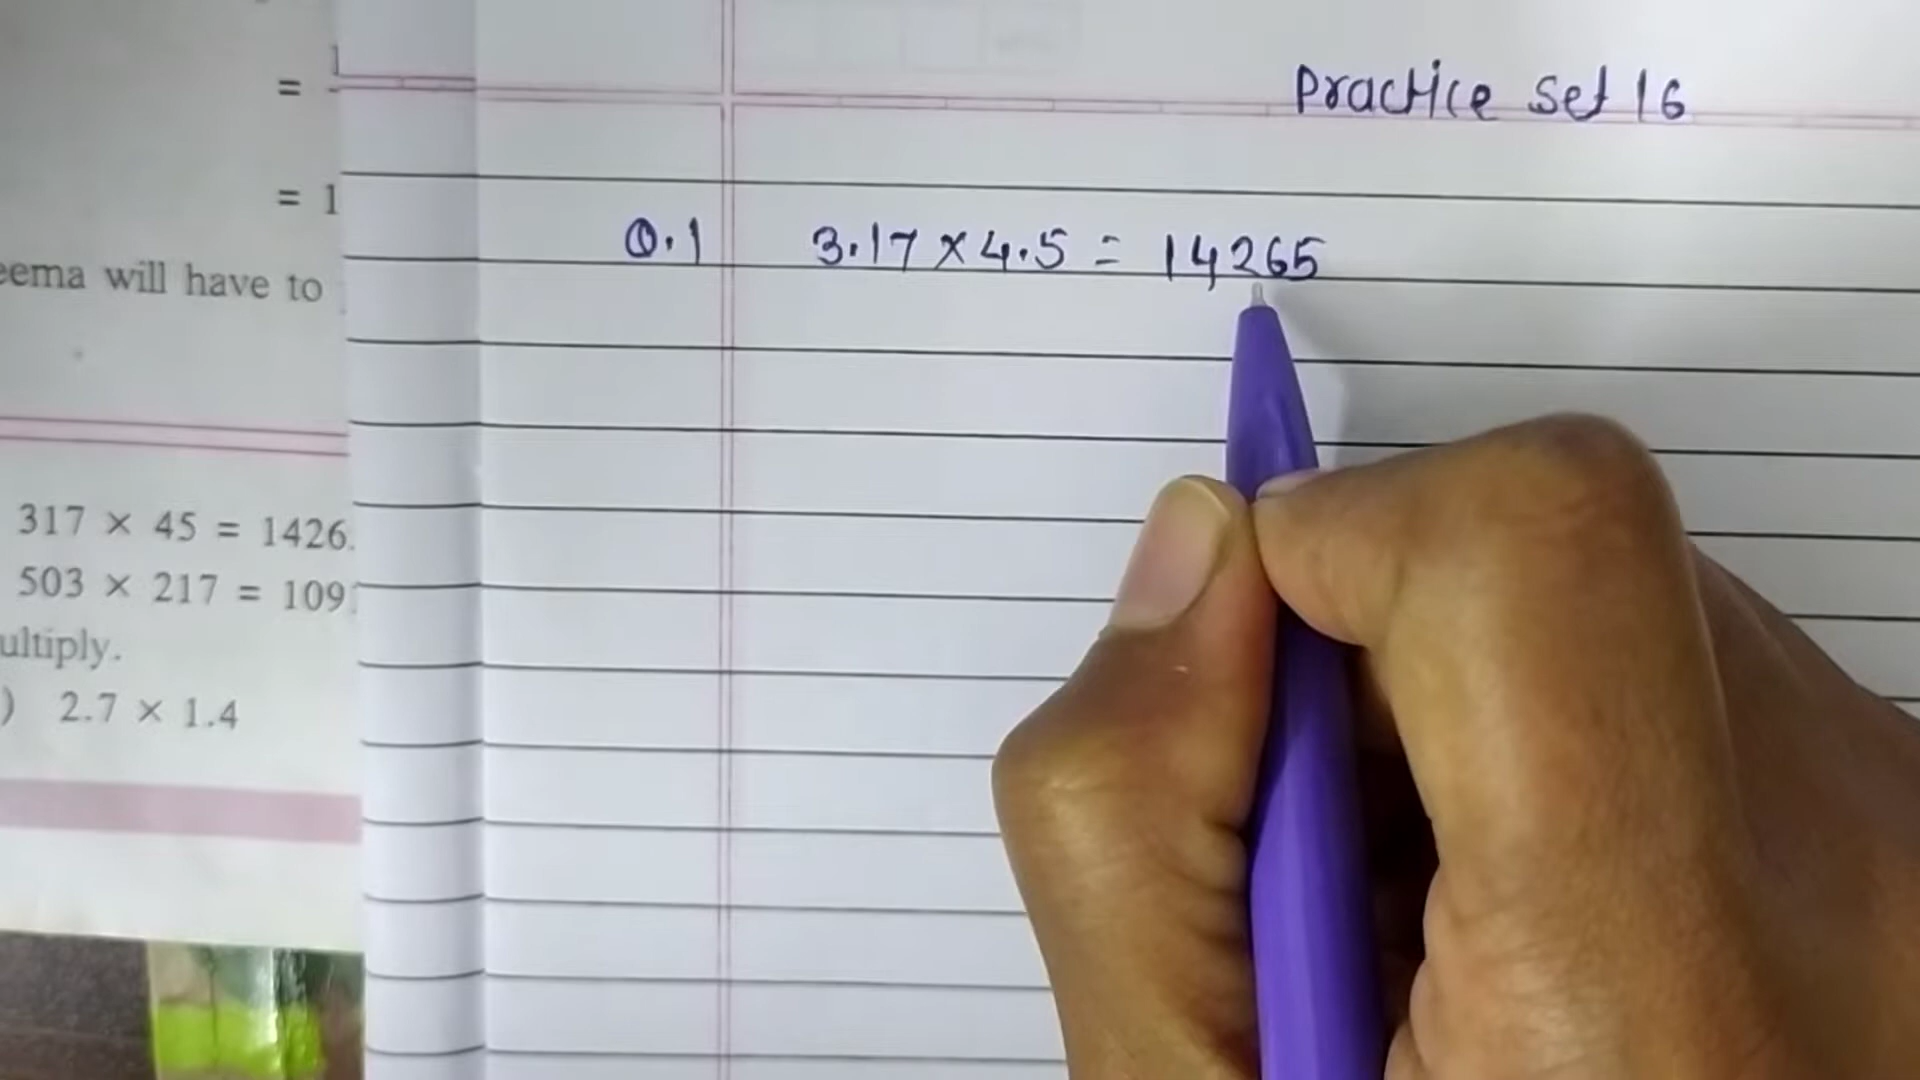 =
= 1
eema will have to
317 × 45 = 1426
503 × 217 = 109
ultiply.
) 2.7 × 1.4
Practice Set 16
Q.1 3.17 × 4.5 = 14265